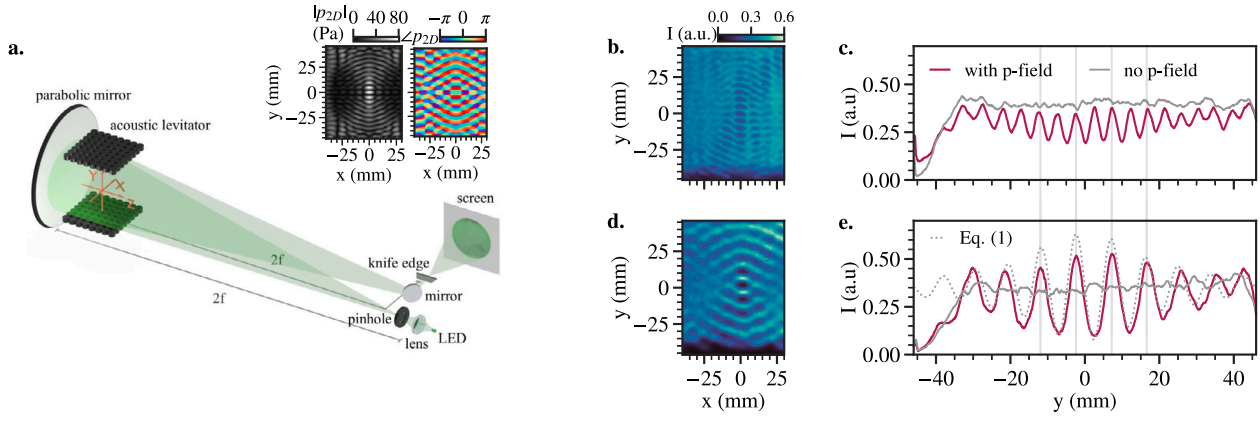 a.
|p2D|
(Pa)
0 40 80
∠p2D
−π 0 π
y (mm)
25
0
−25
−25 0 25
x (mm)
−25 0 25
x (mm)
parabolic mirror
acoustic levitator
Y
X
Z
2f
2f
screen
knife edge
mirror
pinhole
lens
LED
b.
I (a.u.)
0.0 0.3 0.6
y (mm)
25
0
−25
c.
with p-field
no p-field
I (a.u)
0.50
0.25
0.00
d.
y (mm)
25
0
−25
−25 0 25
x (mm)
e.
Eq. (1)
I (a.u)
0.50
0.25
0.00
−40 −20 0 20 40
y (mm)